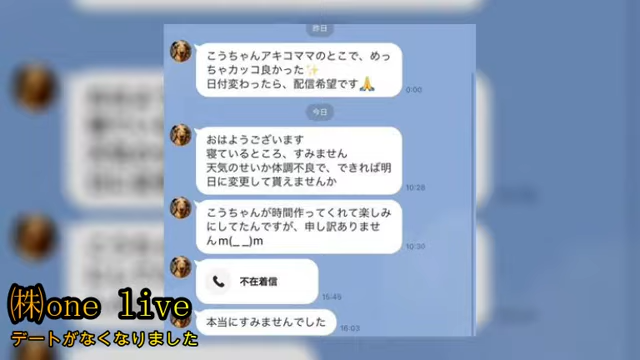 昨日
こうちゃんアキコママのとこで、めっ
ちゃカッコ良かった✨
日付変わったら、配信希望です🙏
0:00
今日
おはようございます
寝ているところ、すみません
天気のせいか体調不良で、できれば明
日に変更して貰えませんか
10:28
こうちゃんが時間作ってくれて楽しみ
にしてたんですが、申し訳ありませ
んm(_ _)m
10:30
不在着信
15:45
本当にすみませんでした
16:03
㈱one live
デートがなくなりました